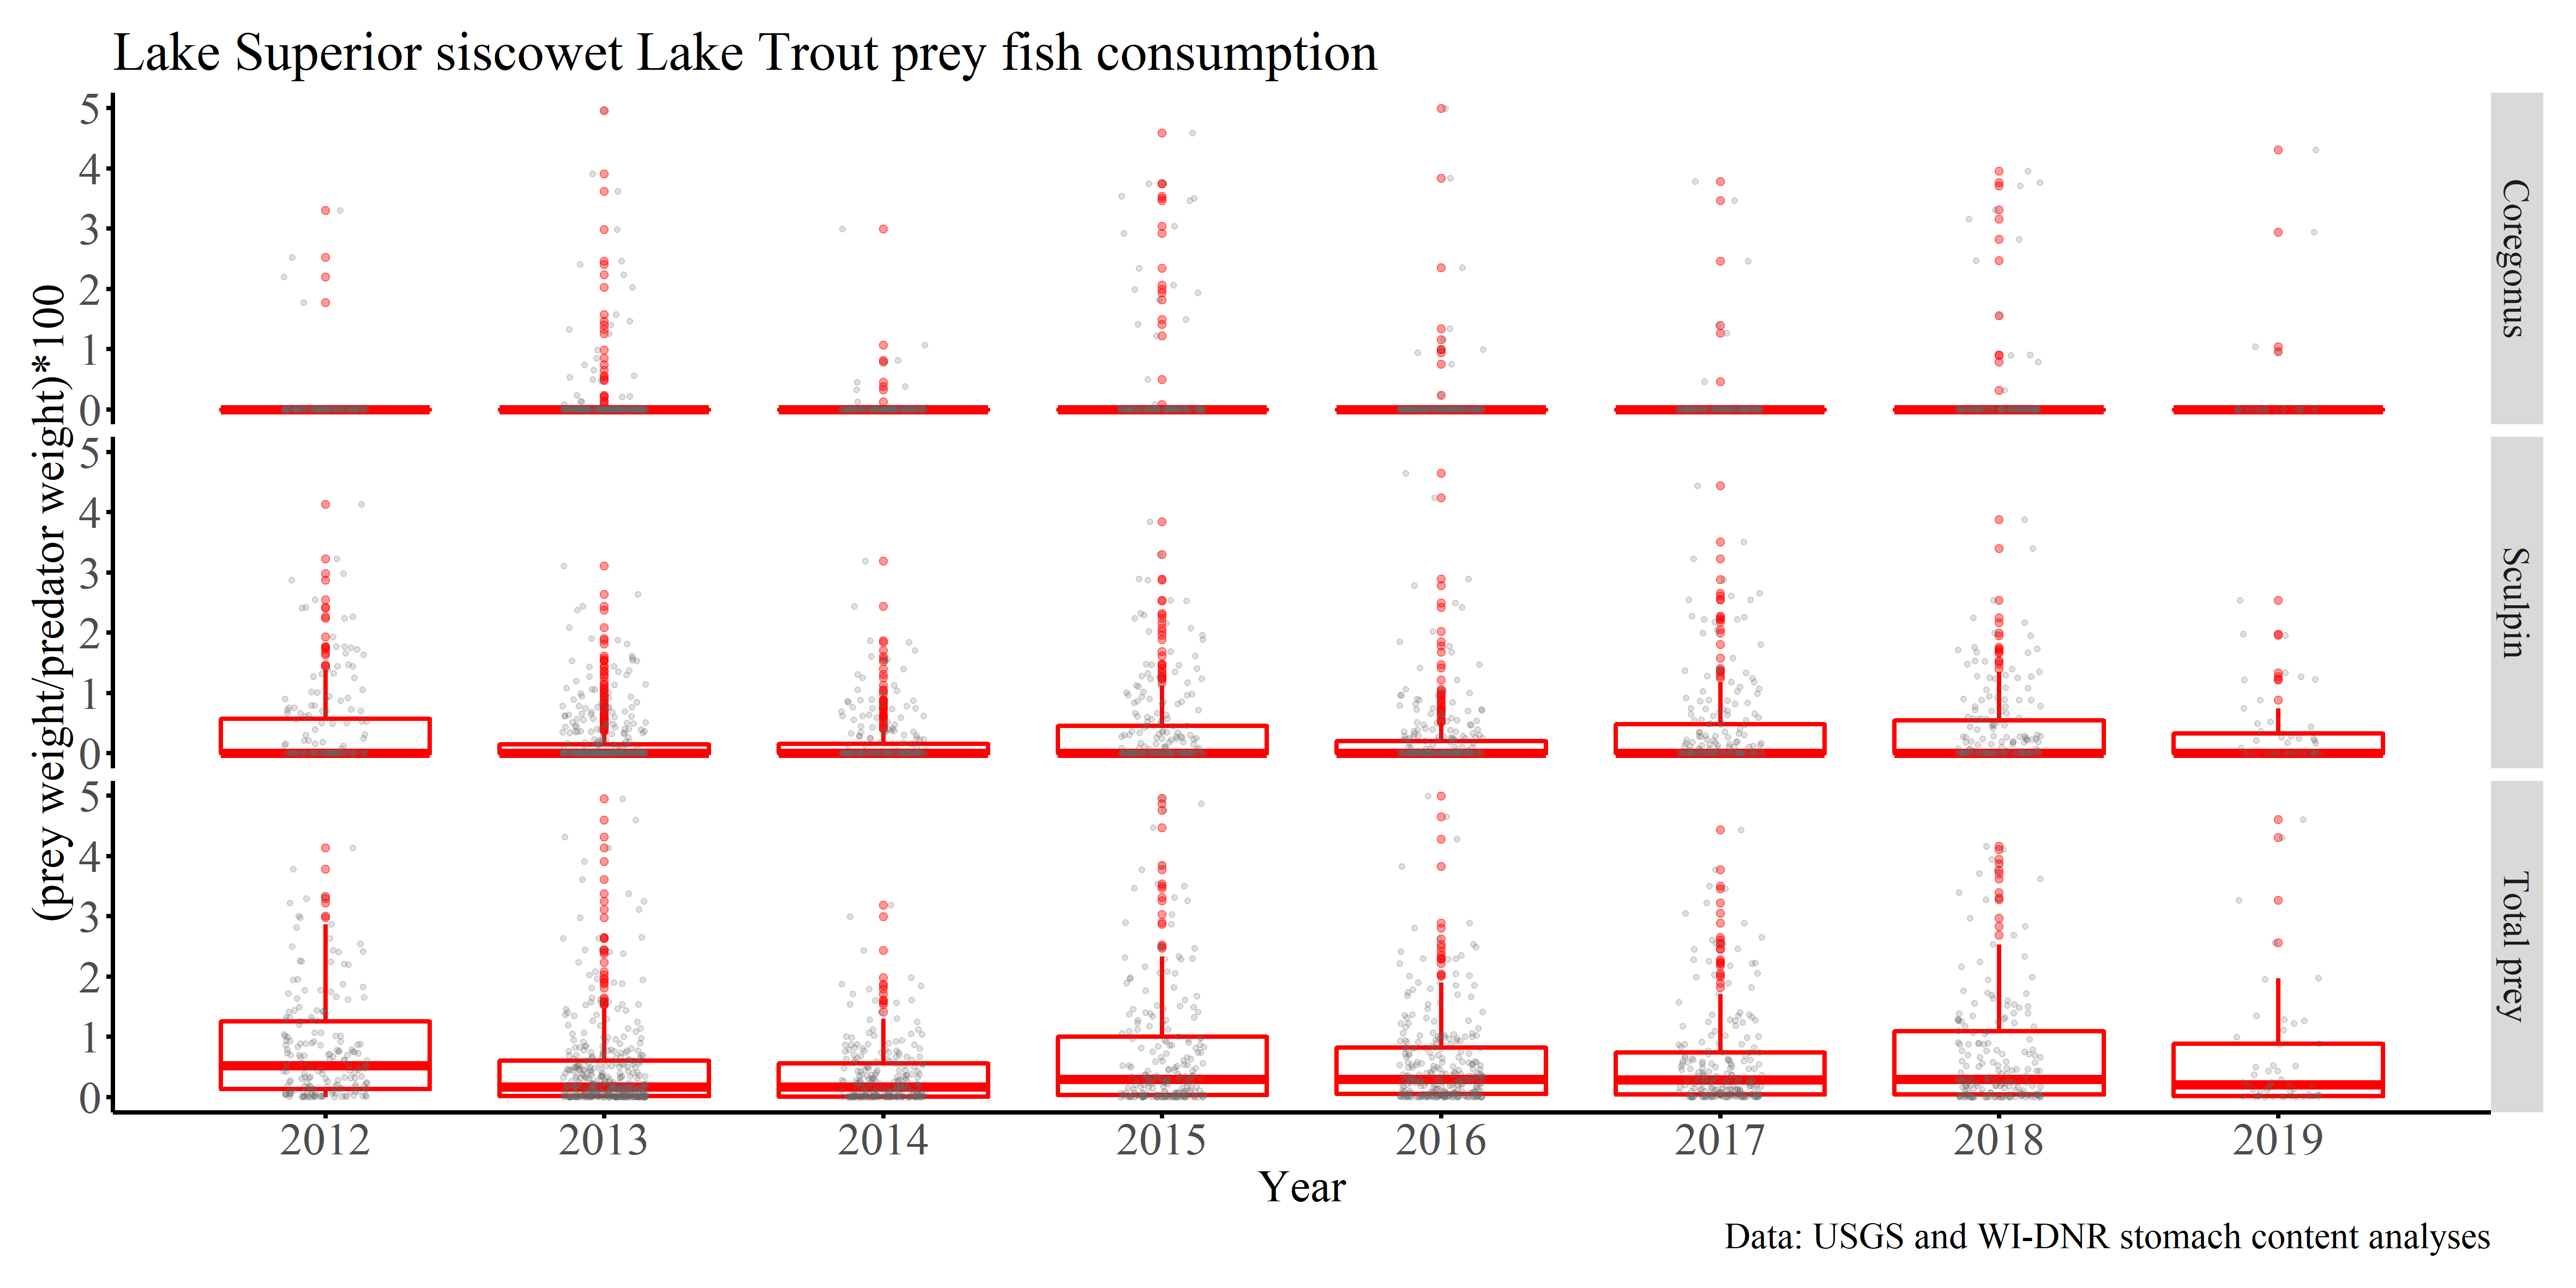 Lake Superior siscowet Lake Trout prey fish consumption
(prey weight/predator weight)*100
5
4
3
2
1
0
Coregonus
5
4
3
2
1
0
Sculpin
5
4
3
2
1
0
Total prey
2012 2013 2014 2015 2016 2017 2018 2019
Year
Data: USGS and WI-DNR stomach content analyses